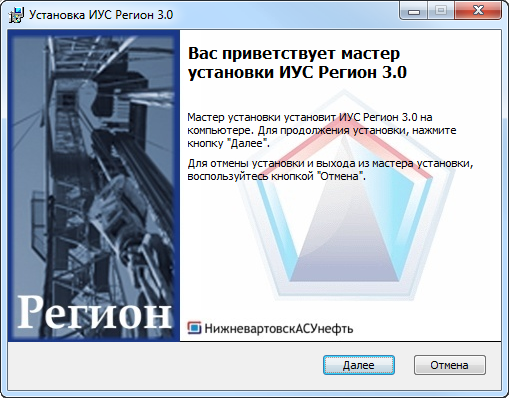 Установка ИУС Регион 3.0
Вас приветствует мастер
установки ИУС Регион 3.0
Мастер установки установит ИУС Регион 3.0 на
компьютере. Для продолжения установки, нажмите
кнопку "Далее".
Для отмены установки и выхода из мастера установки,
воспользуйтесь кнопкой "Отмена".
Регион
НижневартовскАСУнефть
Далее
Отмена